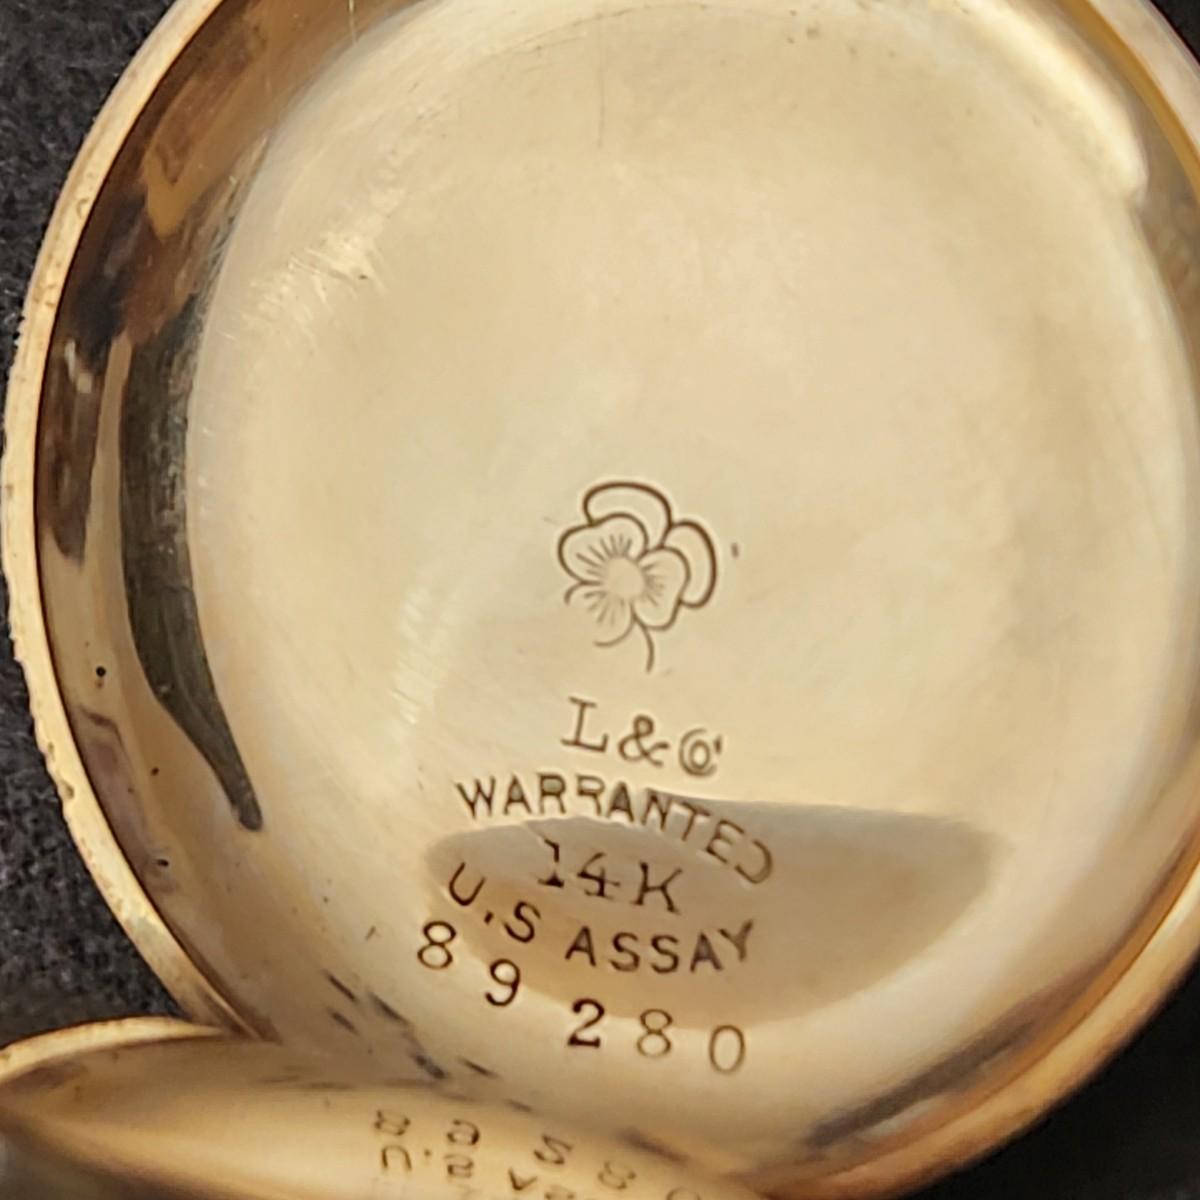 L & Co
WARRANTED
14K
U.S ASSAY
89280